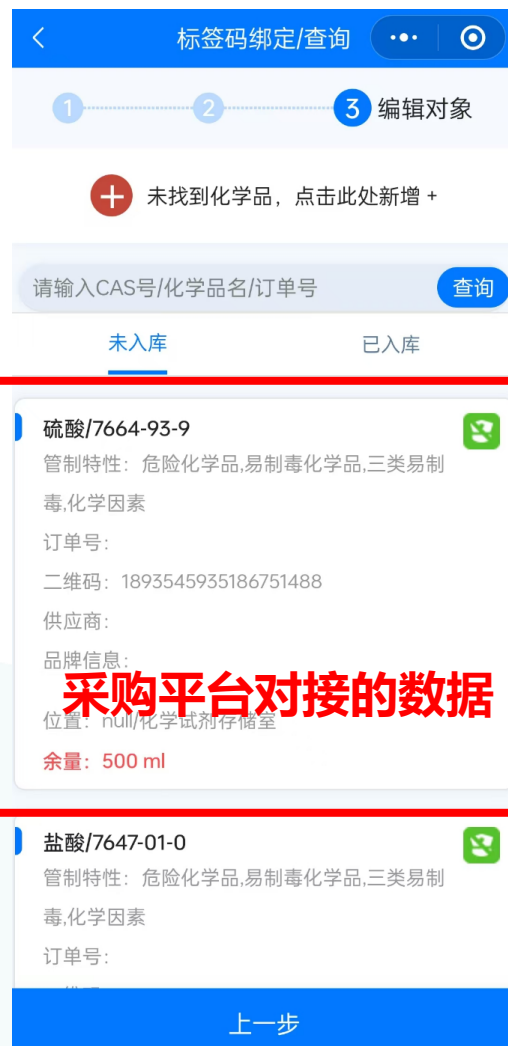 标签码绑定/查询
1
2
3 编辑对象
未找到化学品，点击此处新增 +
请输入CAS号/化学品名/订单号
查询
未入库
已入库
硫酸/7664-93-9
管制特性：危险化学品,易制毒化学品,三类易制
毒,化学因素
订单号：
二维码：1893545935186751488
供应商：
品牌信息：
采购平台对接的数据
位置：null/化学试剂存储室
余量：500 ml
盐酸/7647-01-0
管制特性：危险化学品,易制毒化学品,三类易制
毒,化学因素
订单号：
上一步